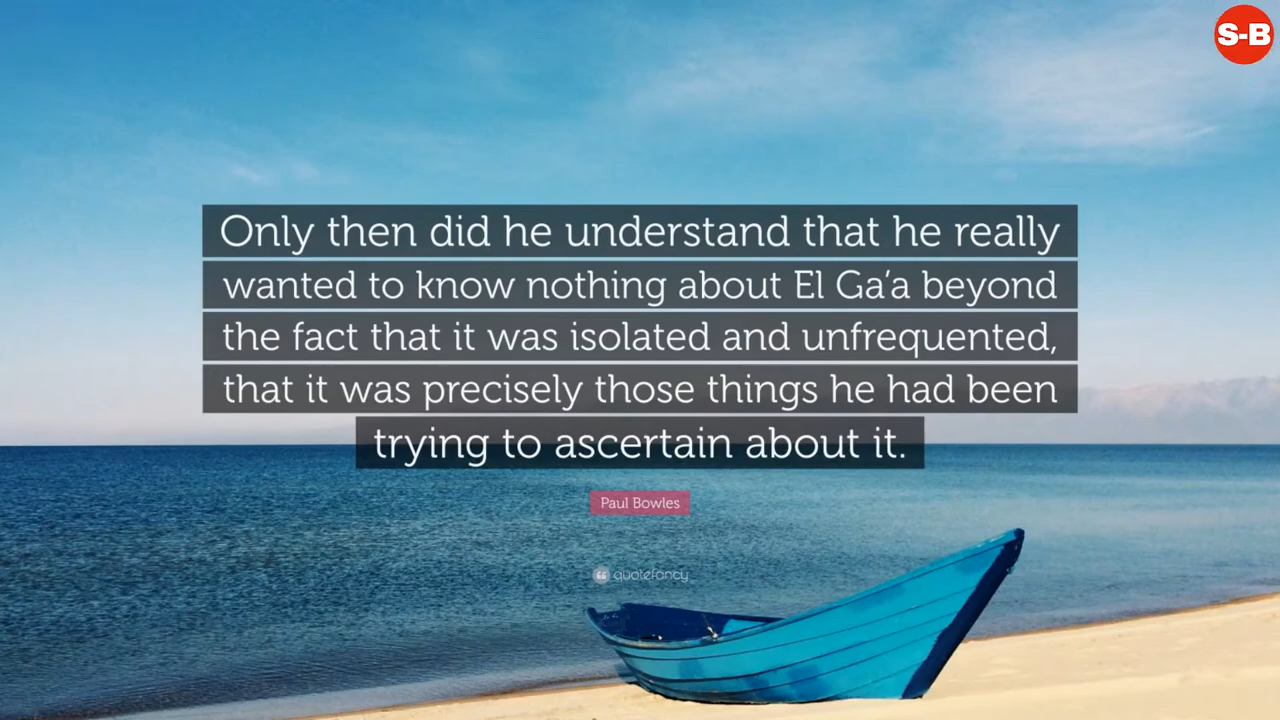 S-B
Only then did he understand that he really
wanted to know nothing about El Ga’a beyond
the fact that it was isolated and unfrequented,
that it was precisely those things he had been
trying to ascertain about it.
Paul Bowles
quotefancy